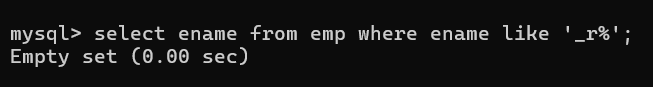 mysql> select ename from emp where ename like '_r%';
Empty set (0.00 sec)